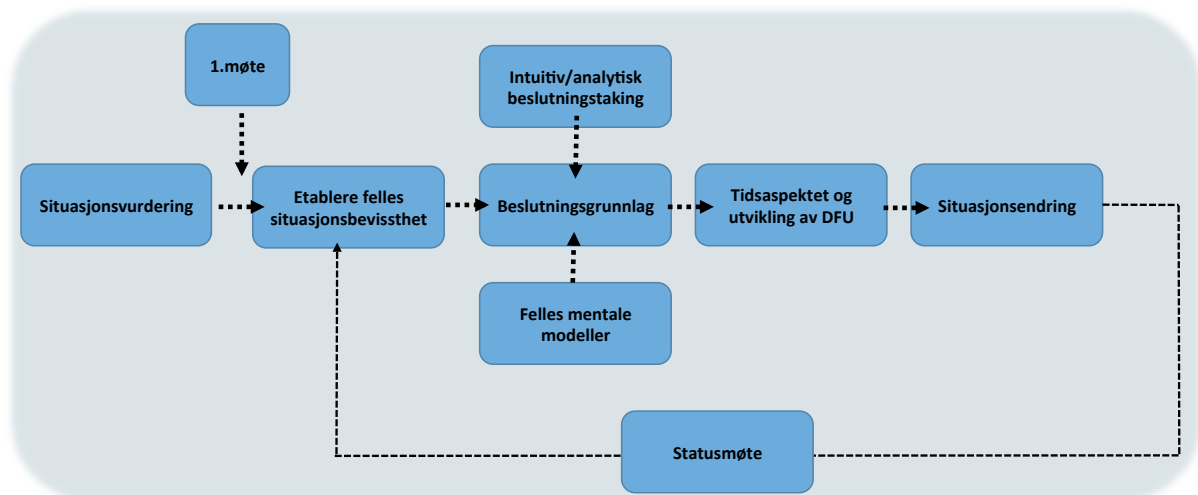 1.møte
Intuitiv/analytisk
beslutningstaking
Situasjonsvurdering
Etablere felles
situasjonsbevissthet
Beslutningsgrunnlag
Tidsaspektet og
utvikling av DFU
Situasjonsendring
Felles mentale
modeller
Statusmøte